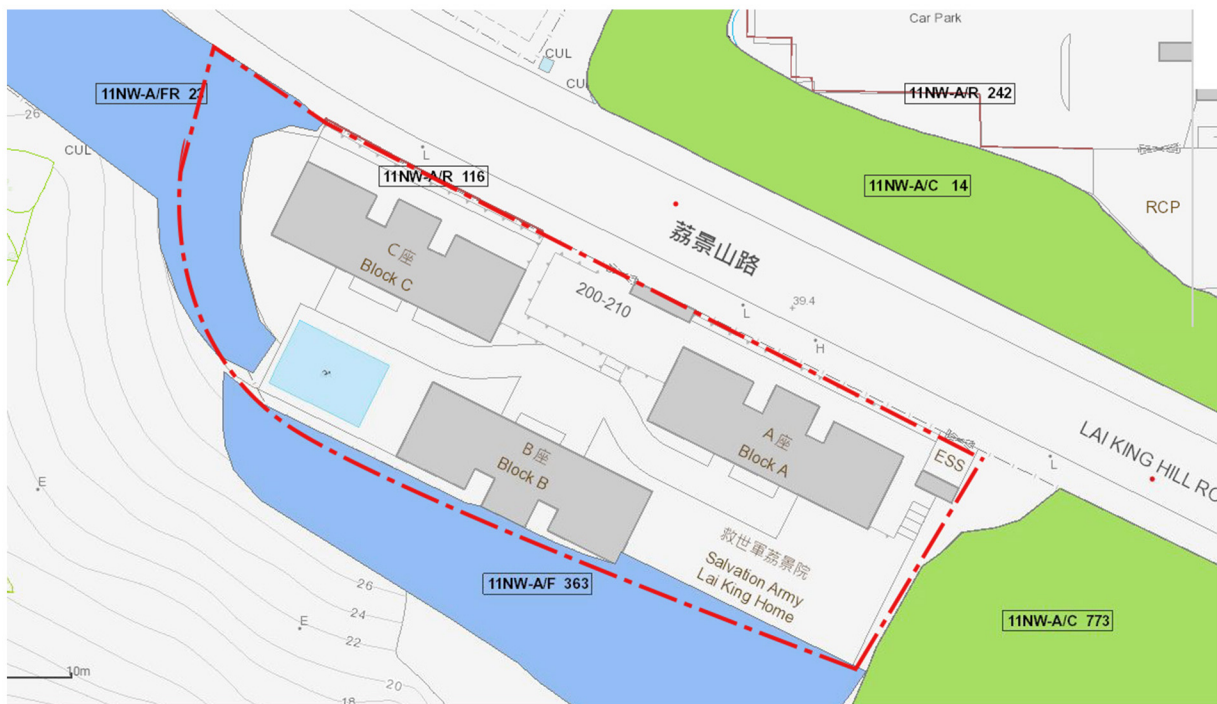 Car Park
CUL
11NW-A/FR 23
CUL
11NW-A/R 242
26
CUL
L
11NW-A/R 116
11NW-A/C 14
RCP
荔景山路
C座
Block C
200-210
39.4
L
H
A座
Block A
LAI KING HILL RO
B座
Block B
ESS
L
E
救世軍荔景院
Salvation Army
Lai King Home
11NW-A/F 363
26
24
22
E
11NW-A/C 773
10m
20
18